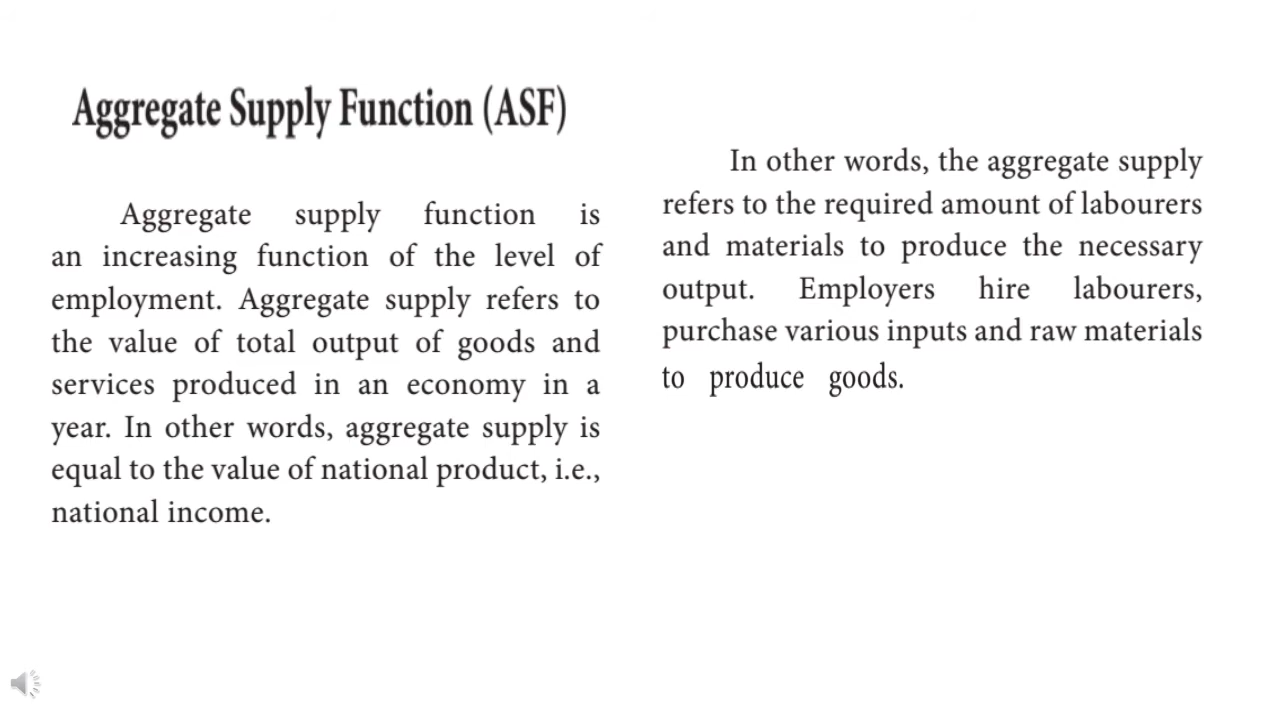 Aggregate Supply Function (ASF)
Aggregate supply function is
an increasing function of the level of
employment. Aggregate supply refers to
the value of total output of goods and
services produced in an economy in a
year. In other words, aggregate supply is
equal to the value of national product, i.e.,
national income.
In other words, the aggregate supply
refers to the required amount of labourers
and materials to produce the necessary
output. Employers hire labourers,
purchase various inputs and raw materials
to produce goods.